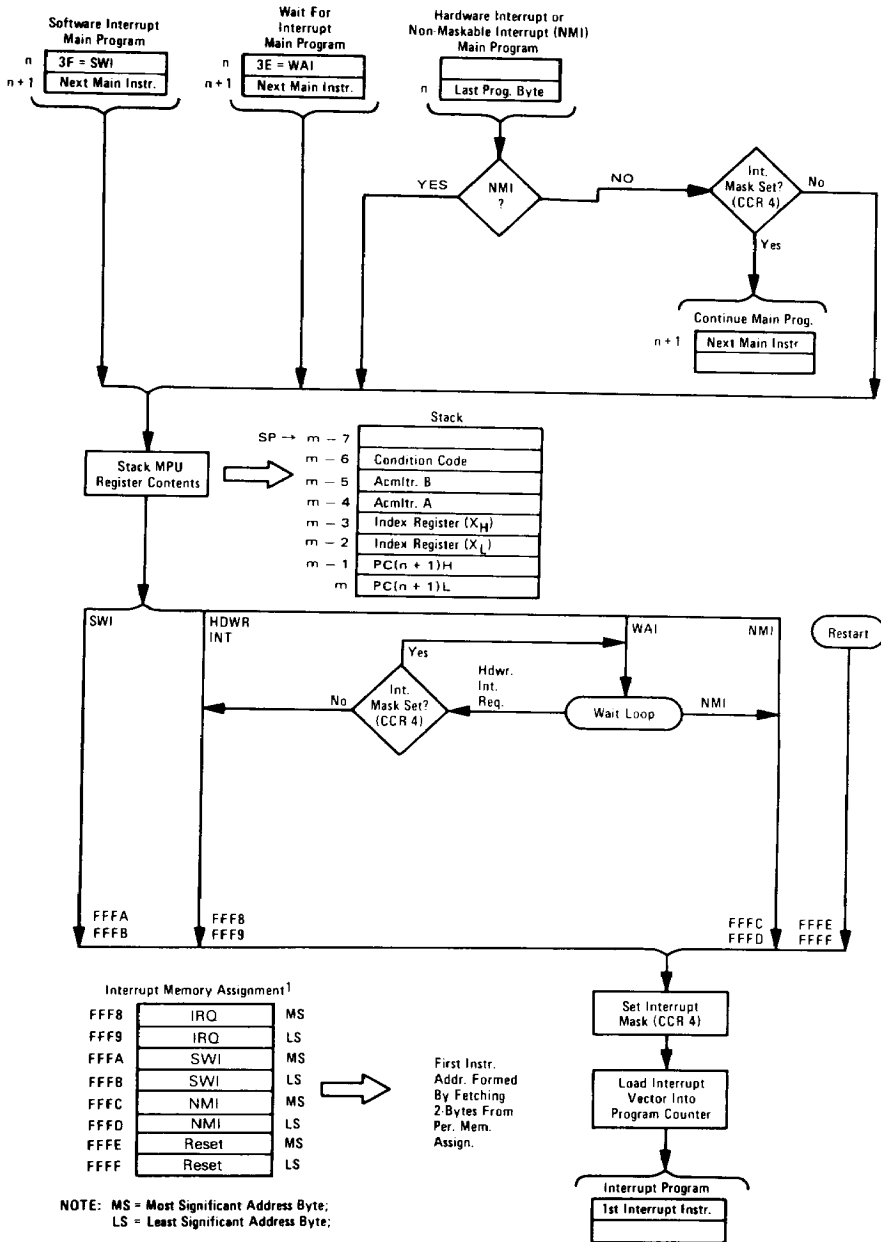 Software Interrupt
Main Program
n 3F = SWI
n + 1 Next Main Instr.
Wait For
Interrupt
Main Program
n 3E = WAI
n + 1 Next Main Instr.
Hardware Interrupt or
Non-Maskable Interrupt (NMI)
Main Program
n Last Prog. Byte
YES
NMI
?
NO
Int.
Mask Set?
(CCR 4)
No
Yes
Continue Main Prog.
n + 1 Next Main Instr
Stack MPU
Register Contents
Stack
SP → m – 7
m – 6 Condition Code
m – 5 Acmltr. B
m – 4 Acmltr. A
m – 3 Index Register (XH)
m – 2 Index Register (XL)
m – 1 PC(n + 1)H
m PC(n + 1)L
SWI
HDWR
INT
Yes
WAI
NMI
Restart
No
Int.
Mask Set?
(CCR 4)
Hdwr.
Int.
Req.
Wait Loop
NMI
FFFA
FFFB
FFF8
FFF9
FFFC
FFFD
FFFE
FFFF
Interrupt Memory Assignment1
FFF8 IRQ MS
FFF9 IRQ LS
FFFA SWI MS
FFFB SWI LS
FFFC NMI MS
FFFD NMI LS
FFFE Reset MS
FFFF Reset LS
NOTE: MS = Most Significant Address Byte;
LS = Least Significant Address Byte;
First Instr.
Addr. Formed
By Fetching
2-Bytes From
Per. Mem.
Assign.
Set Interrupt
Mask (CCR 4)
Load Interrupt
Vector Into
Program Counter
Interrupt Program
1st Interrupt Instr.